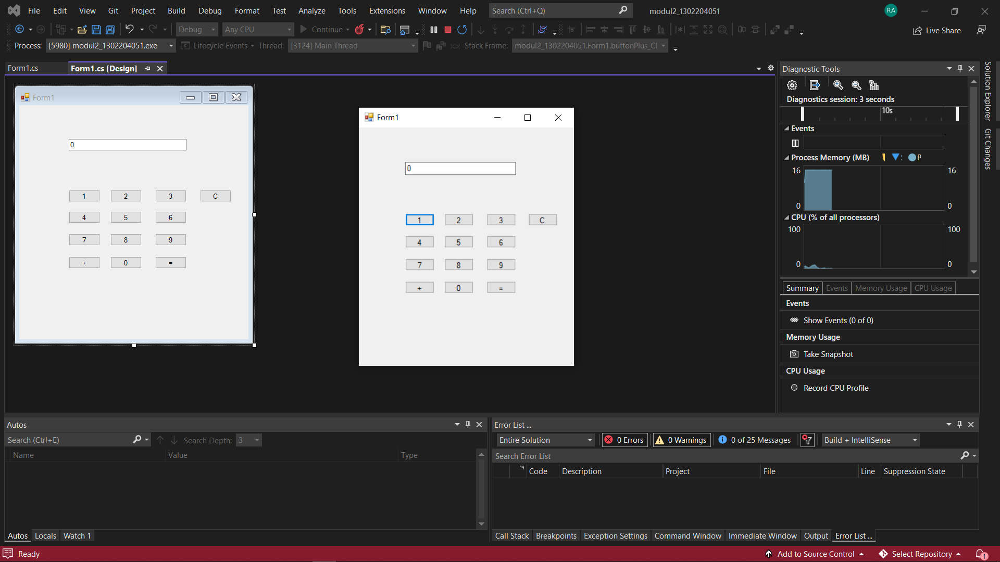 File Edit View Git Project Build Debug Format Test Analyze Tools Extensions Window Help Search (Ctrl+Q) modul2_1302204051 RA
Debug Any CPU Continue Live Share
Process: [5980] modul2_1302204051.exe Lifecycle Events Thread: [3124] Main Thread Stack Frame: modul2_1302204051.Form1.buttonPlus_Cl
Form1.cs Form1.cs [Design]
Form1
0
1 2 3 C
4 5 6
7 8 9
+ 0 =
Form1
0
1 2 3 C
4 5 6
7 8 9
+ 0 =
Diagnostic Tools
Diagnostics session: 3 seconds
10s
Events
Process Memory (MB) P
16 16
0 0
CPU (% of all processors)
100 100
0 0
Summary Events Memory Usage CPU Usage
Events
Show Events (0 of 0)
Memory Usage
Take Snapshot
CPU Usage
Record CPU Profile
Solution Explorer
Git Changes
Autos
Search (Ctrl+E) Search Depth: 3
Name Value Type
Autos Locals Watch 1
Error List ...
Entire Solution 0 Errors 0 Warnings 0 of 25 Messages Build + IntelliSense
Search Error List
Code Description Project File Line Suppression State
Call Stack Breakpoints Exception Settings Command Window Immediate Window Output Error List ...
Ready Add to Source Control Select Repository 1